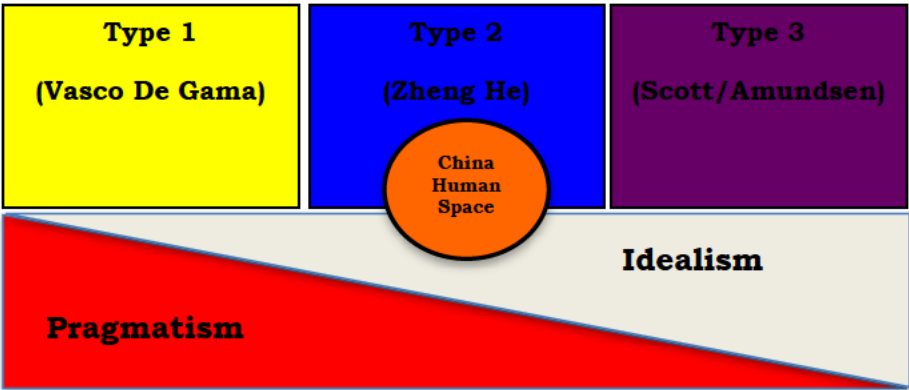 Type 1
(Vasco De Gama)
Type 2
(Zheng He)
Type 3
(Scott/Amundsen)
China
Human
Space
Idealism
Pragmatism